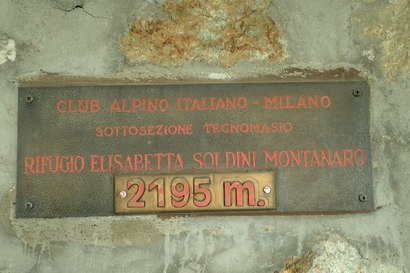 CLUB ALPINO ITALIANO - MILANO
SOTTOSEZIONE TECNOMASIO
RIFUGIO ELISABETTA SOLDINI MONTANARO
2195 m.